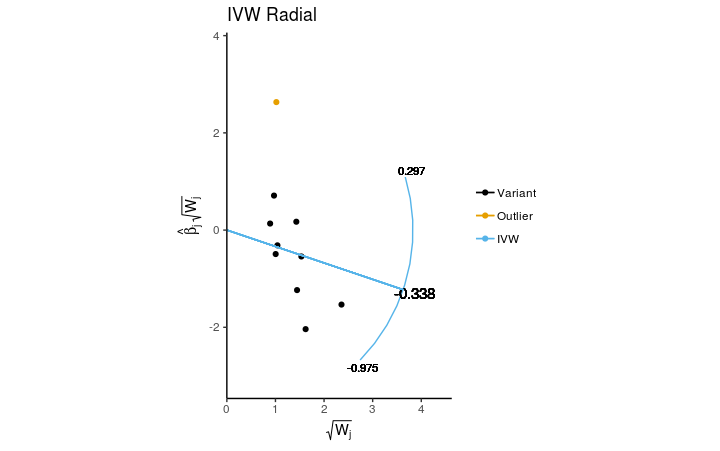 IVW Radial
4
2
0
-2
β̂j√Wj
0.297
-0.338
-0.975
0 1 2 3 4
√Wj
Variant
Outlier
IVW